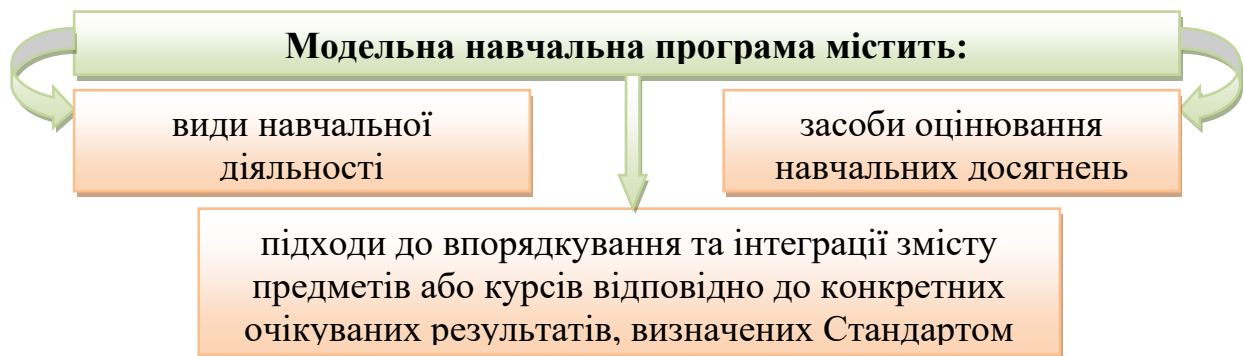 Модельна навчальна програма містить:
види навчальної
діяльності
засоби оцінювання
навчальних досягнень
підходи до впорядкування та інтеграції змісту
предметів або курсів відповідно до конкретних
очікуваних результатів, визначених Стандартом